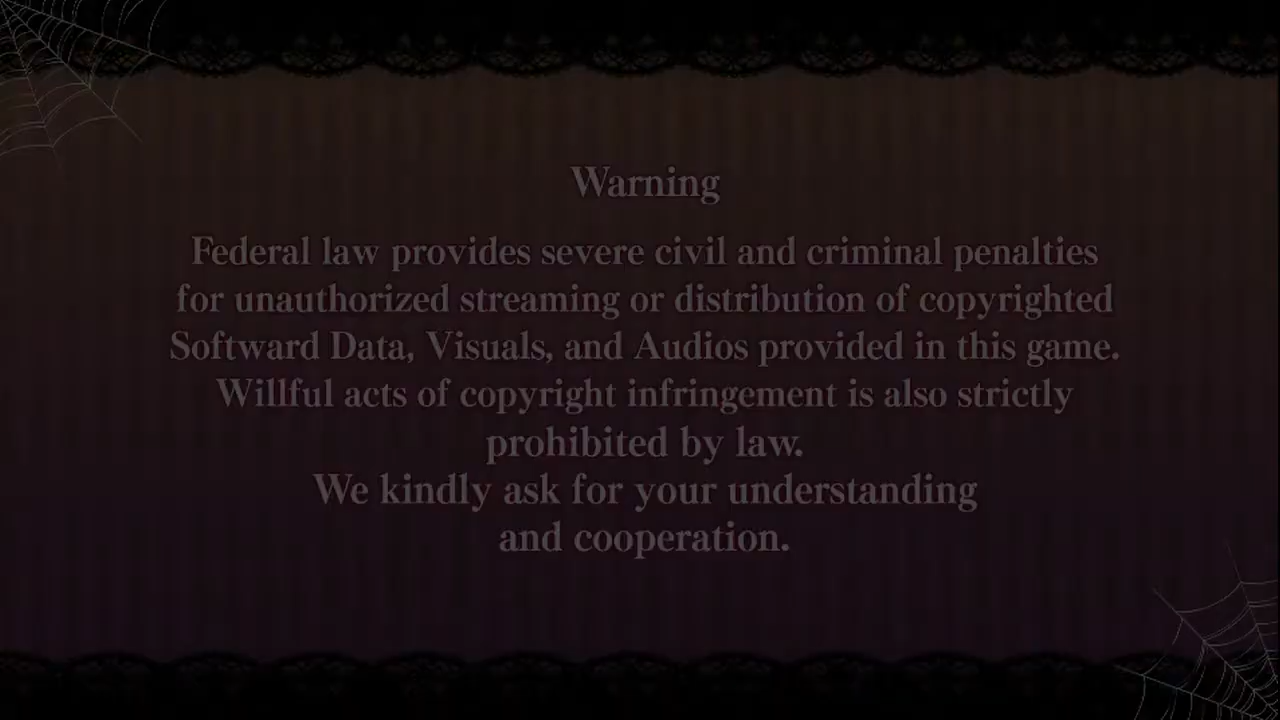 Warning
Federal law provides severe civil and criminal penalties
for unauthorized streaming or distribution of copyrighted
Softward Data, Visuals, and Audios provided in this game.
Willful acts of copyright infringement is also strictly
prohibited by law.
We kindly ask for your understanding
and cooperation.